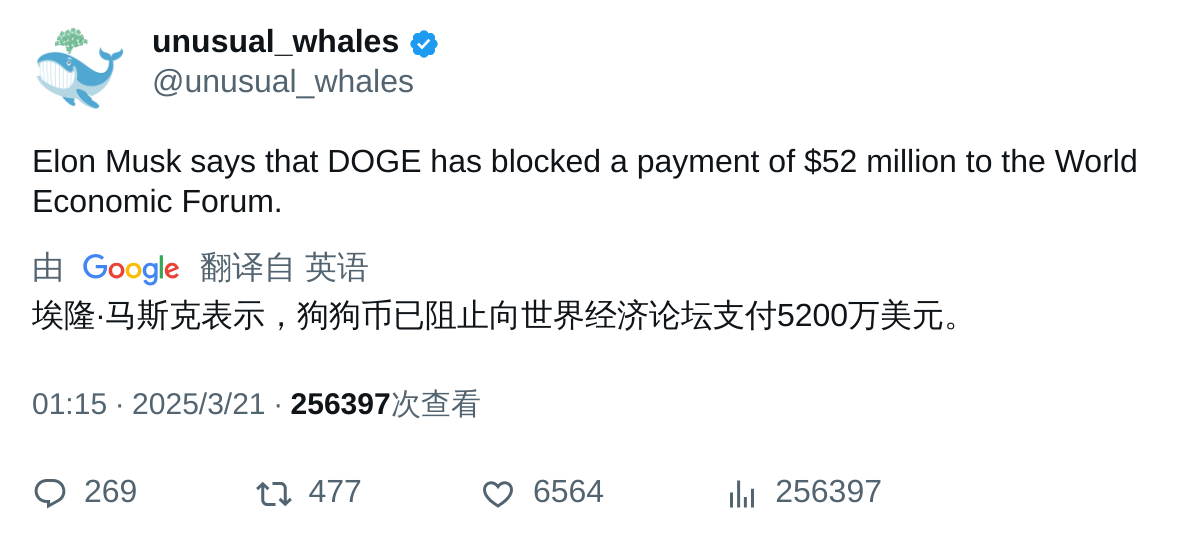 unusual_whales
@unusual_whales
Elon Musk says that DOGE has blocked a payment of $52 million to the World
Economic Forum.
由 Google 翻译自 英语
埃隆·马斯克表示，狗狗币已阻止向世界经济论坛支付5200万美元。
01:15 · 2025/3/21 · 256397次查看
269 477 6564 256397